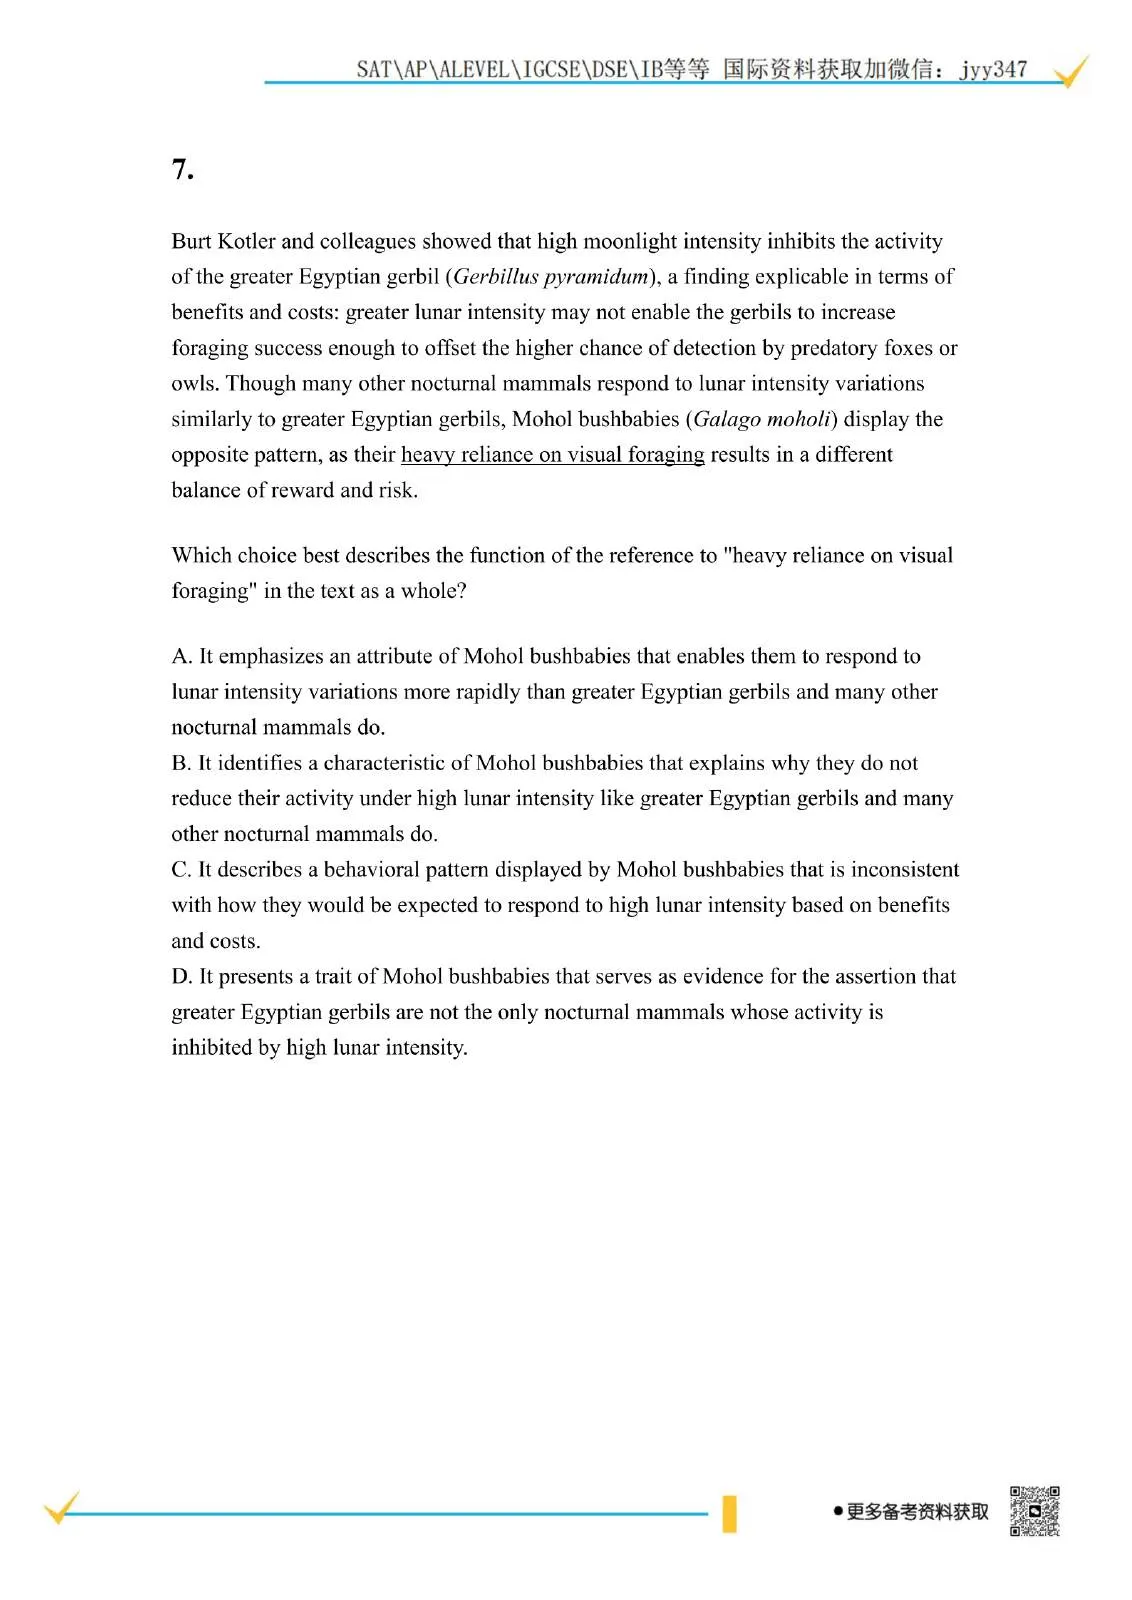 SAT\AP\ALEVEL\IGCSE\DSE\IB等等 国际资料获取加微信：jyy347
7.
Burt Kotler and colleagues showed that high moonlight intensity inhibits the activity
of the greater Egyptian gerbil (Gerbillus pyramidum), a finding explicable in terms of
benefits and costs: greater lunar intensity may not enable the gerbils to increase
foraging success enough to offset the higher chance of detection by predatory foxes or
owls. Though many other nocturnal mammals respond to lunar intensity variations
similarly to greater Egyptian gerbils, Mohol bushbabies (Galago moholi) display the
opposite pattern, as their heavy reliance on visual foraging results in a different
balance of reward and risk.
Which choice best describes the function of the reference to "heavy reliance on visual
foraging" in the text as a whole?
A. It emphasizes an attribute of Mohol bushbabies that enables them to respond to
lunar intensity variations more rapidly than greater Egyptian gerbils and many other
nocturnal mammals do.
B. It identifies a characteristic of Mohol bushbabies that explains why they do not
reduce their activity under high lunar intensity like greater Egyptian gerbils and many
other nocturnal mammals do.
C. It describes a behavioral pattern displayed by Mohol bushbabies that is inconsistent
with how they would be expected to respond to high lunar intensity based on benefits
and costs.
D. It presents a trait of Mohol bushbabies that serves as evidence for the assertion that
greater Egyptian gerbils are not the only nocturnal mammals whose activity is
inhibited by high lunar intensity.
●更多备考资料获取